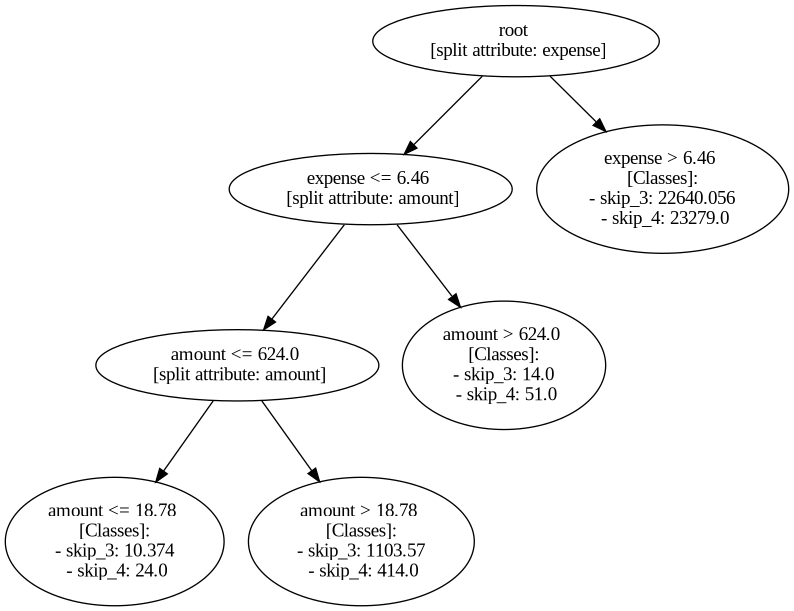 root
[split attribute: expense]
expense <= 6.46
[split attribute: amount]
expense > 6.46
[Classes]:
- skip_3: 22640.056
- skip_4: 23279.0
amount <= 624.0
[split attribute: amount]
amount > 624.0
[Classes]:
- skip_3: 14.0
- skip_4: 51.0
amount <= 18.78
[Classes]:
- skip_3: 10.374
- skip_4: 24.0
amount > 18.78
[Classes]:
- skip_3: 1103.57
- skip_4: 414.0